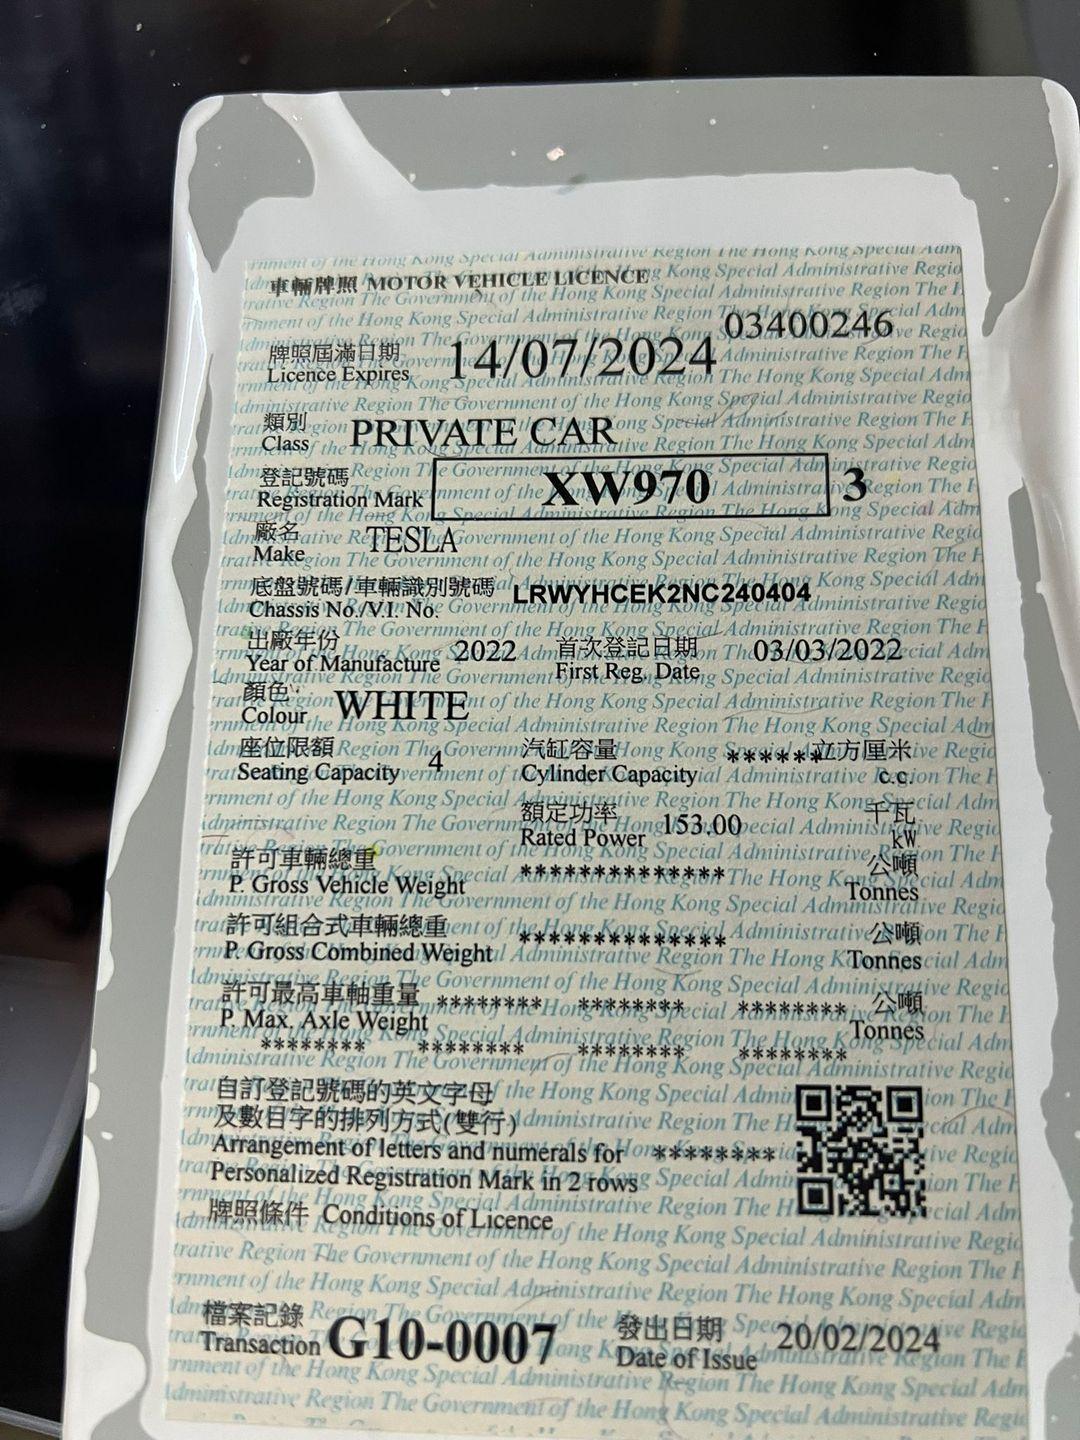 車輛牌照 MOTOR VEHICLE LICENCE
03400246
牌照屆滿日期
Licence Expires 14/07/2024
類別
Class PRIVATE CAR
登記號碼
Registration Mark XW970 3
廠名
Make TESLA
底盤號碼/車輛識別號碼 LRWYHCEK2NC240404
Chassis No./V.I. No.
出廠年份 首次登記日期
Year of Manufacture 2022 First Reg. Date 03/03/2022
顏色
Colour WHITE
座位限額 汽缸容量 ****** 立方厘米
Seating Capacity 4 Cylinder Capacity c.c.
額定功率 千瓦
Rated Power 153.00 kW
許可車輛總重 ************** 公噸
P. Gross Vehicle Weight Tonnes
許可組合式車輛總重 ************** 公噸
P. Gross Combined Weight Tonnes
許可最高車軸重量 ******** ******** ******** 公噸
P. Max. Axle Weight Tonnes
******** ******** ******** ********
自訂登記號碼的英文字母
及數目字的排列方式(雙行)
Arrangement of letters and numerals for ********
Personalized Registration Mark in 2 rows
牌照條件 Conditions of Licence
檔案記錄 發出日期
Transaction G10-0007 Date of Issue 20/02/2024